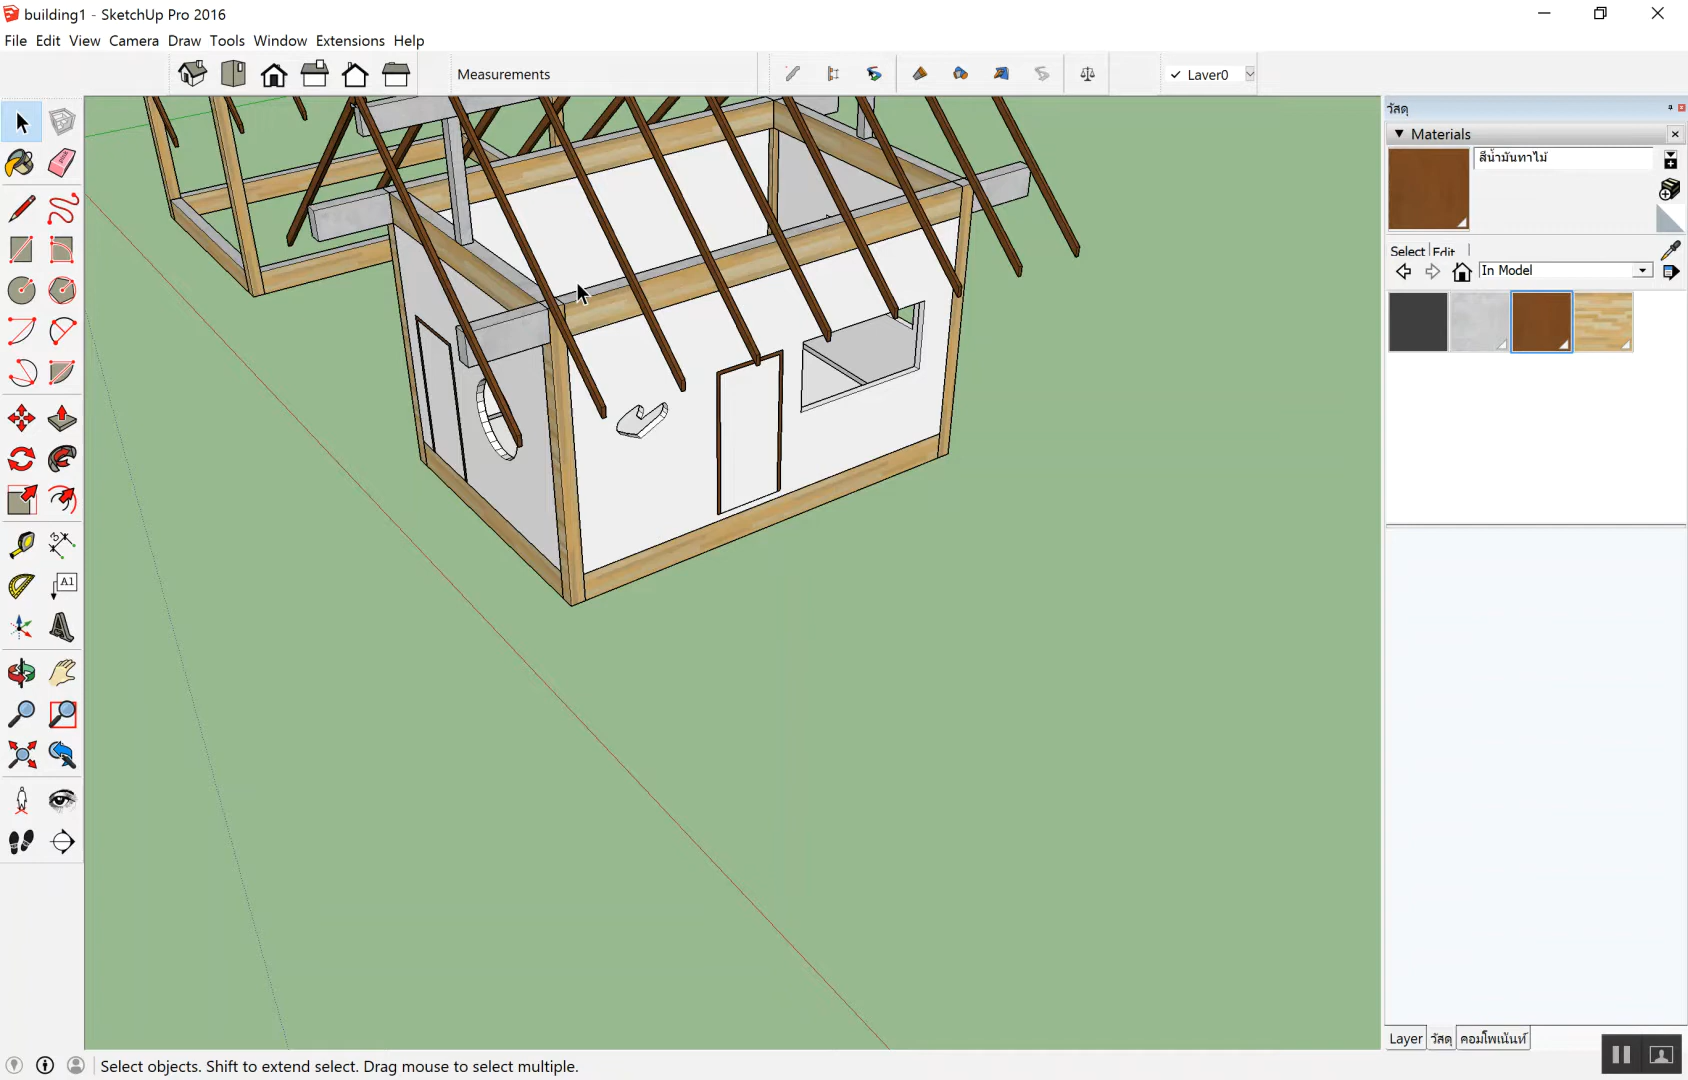 building1 - SketchUp Pro 2016
File Edit View Camera Draw Tools Window Extensions Help
Measurements
Layer0
วัสดุ
Materials
สีน้ำมันทาไม้
Select Edit
In Model
A1
3
Layer วัสดุ คอมโพเน้นท์
Select objects. Shift to extend select. Drag mouse to select multiple.